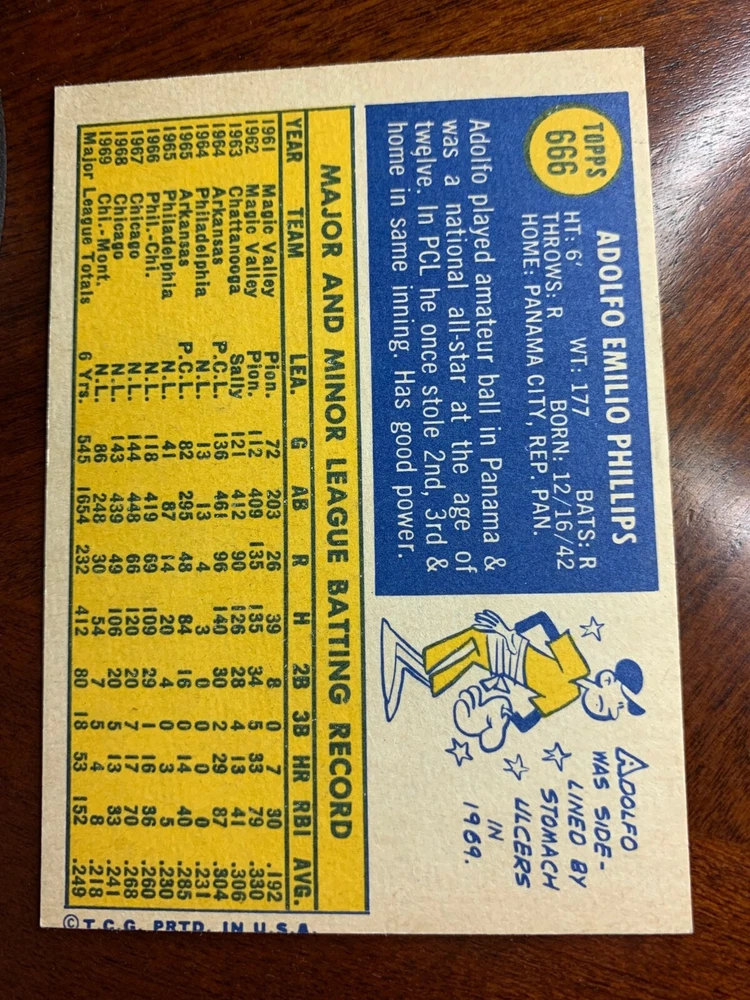 TOPPS
666
ADOLFO EMILIO PHILLIPS
HT: 6' WT: 177 BATS: R
THROWS: R BORN: 12/16/42
HOME: PANAMA CITY, REP. PAN.
Adolfo played amateur ball in Panama &
was a national all-star at the age of
twelve. In PCL he once stole 2nd, 3rd &
home in same inning. Has good power.
ADOLFO
WAS SIDE-
LINED BY
STOMACH
ULCERS
IN
1969.
MAJOR AND MINOR LEAGUE BATTING RECORD
YEAR TEAM LEA. G AB R H 2B 3B HR RBI AVG.
1961 Magic Valley Pion. 72 203 26 39 8 0 7 30 .192
1962 Magic Valley Pion. 112 409 135 135 34 5 33 79 .330
1963 Chattanooga Sally 121 412 90 126 28 4 13 41 .306
1964 Arkansas P.C.L. 136 461 96 140 30 2 29 87 .304
1964 Philadelphia N.L. 13 13 4 3 0 0 0 0 .231
1965 Arkansas P.C.L. 82 295 48 84 16 0 14 40 .285
1965 Philadelphia N.L. 41 87 14 20 4 0 3 5 .230
1966 Phil.-Chi. N.L. 118 419 69 109 29 1 16 36 .260
1967 Chicago N.L. 144 448 66 120 20 7 17 70 .268
1968 Chicago N.L. 143 439 49 106 20 5 13 33 .241
1969 Chi.-Mont. N.L. 86 248 30 54 7 5 4 8 .218
Major League Totals 6 Yrs. 545 1654 232 412 80 18 53 152 .249
© T.C.G. PRTD. IN U.S.A.